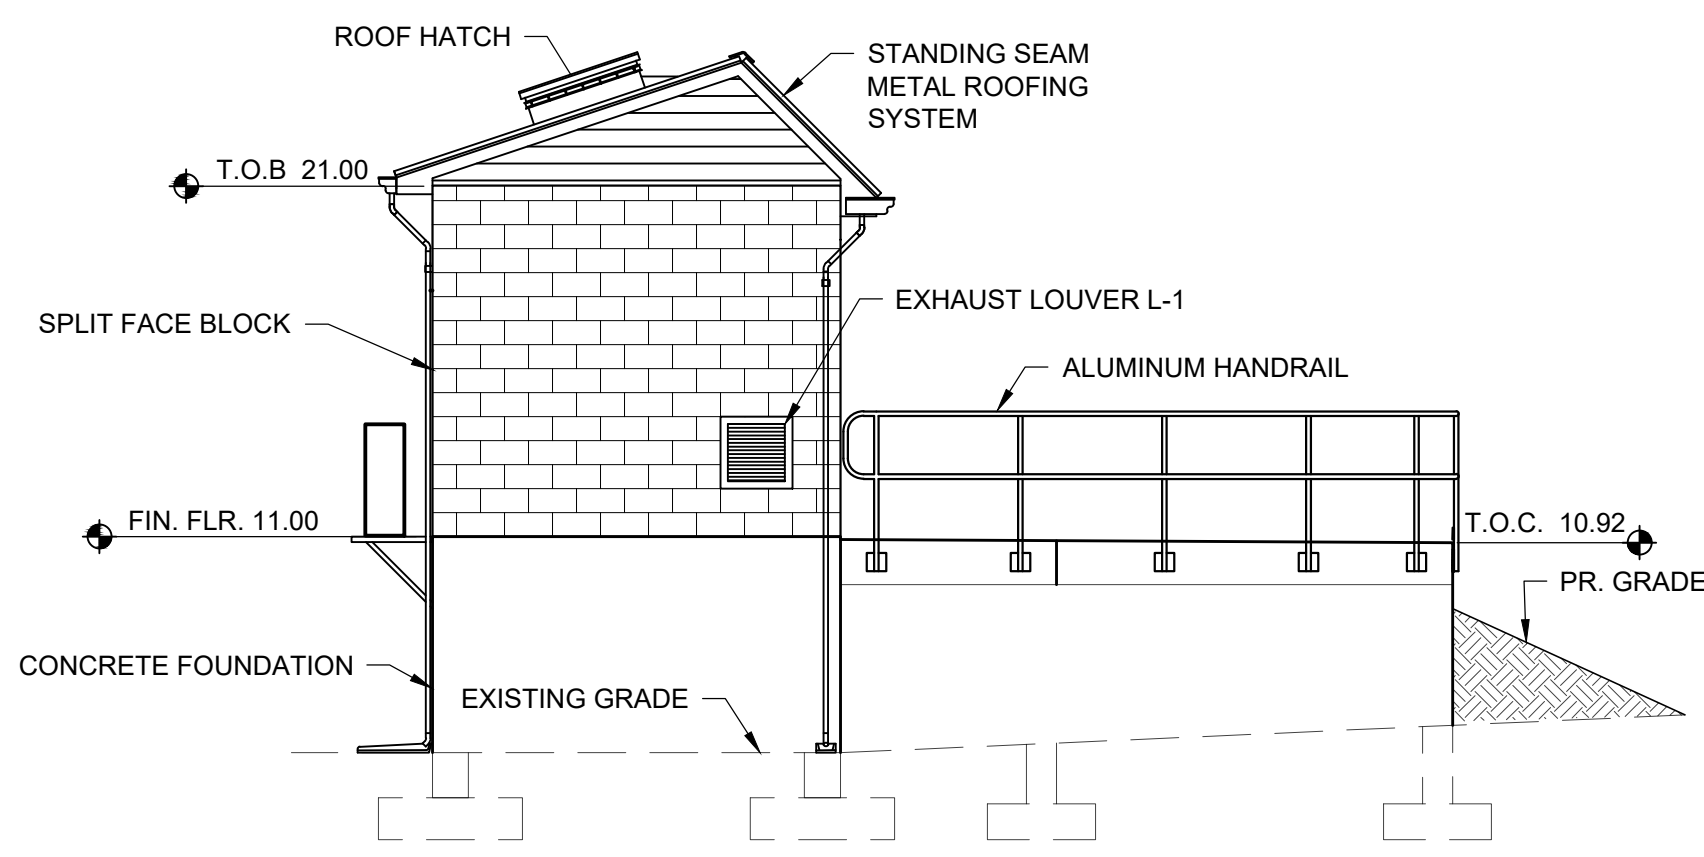 ROOF HATCH
STANDING SEAM
METAL ROOFING
SYSTEM
T.O.B 21.00
EXHAUST LOUVER L-1
SPLIT FACE BLOCK
ALUMINUM HANDRAIL
FIN. FLR. 11.00
T.O.C. 10.92
PR. GRADE
CONCRETE FOUNDATION
EXISTING GRADE